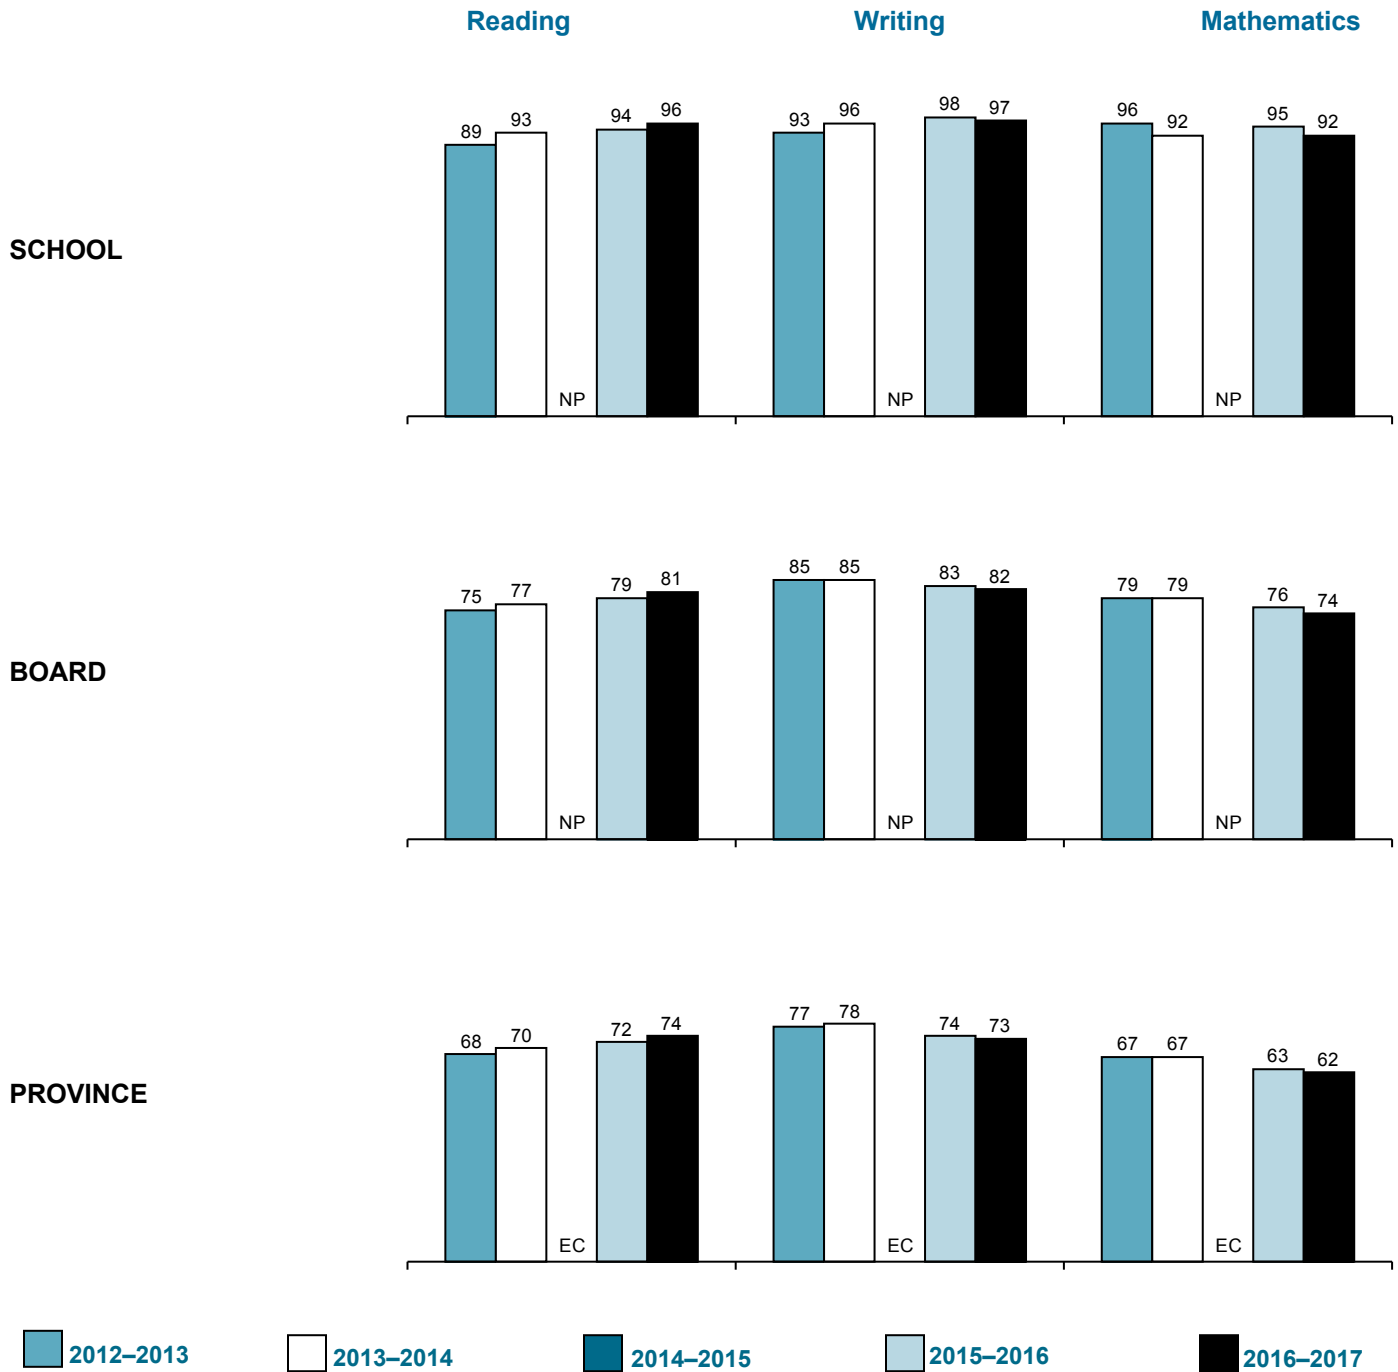 Reading Writing Mathematics
SCHOOL
89 93 NP 94 96 93 96 NP 98 97 96 92 NP 95 92
BOARD
75 77 NP 79 81 85 85 NP 83 82 79 79 NP 76 74
PROVINCE
68 70 EC 72 74 77 78 EC 74 73 67 67 EC 63 62
2012–2013 2013–2014 2014–2015 2015–2016 2016–2017